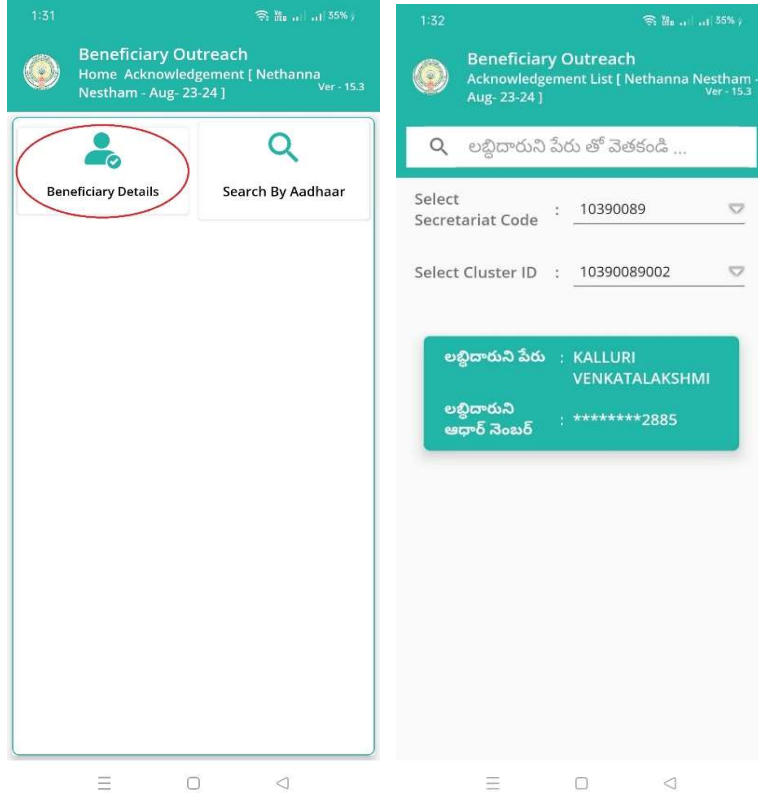 1:31
35%
Beneficiary Outreach
Home Acknowledgement [ Nethanna
Nestham - Aug- 23-24 ]
Ver - 15.3
Beneficiary Details
Search By Aadhaar
1:32
35%
Beneficiary Outreach
Acknowledgement List [ Nethanna Nestham -
Aug- 23-24 ]
Ver - 15.3
లబ్ధిదారుని పేరు తో వెతకండి ...
Select
Secretariat Code : 10390089
Select Cluster ID : 10390089002
లబ్ధిదారుని పేరు : KALLURI
VENKATALAKSHMI
లబ్ధిదారుని
ఆధార్ నెంబర్ : ********2885